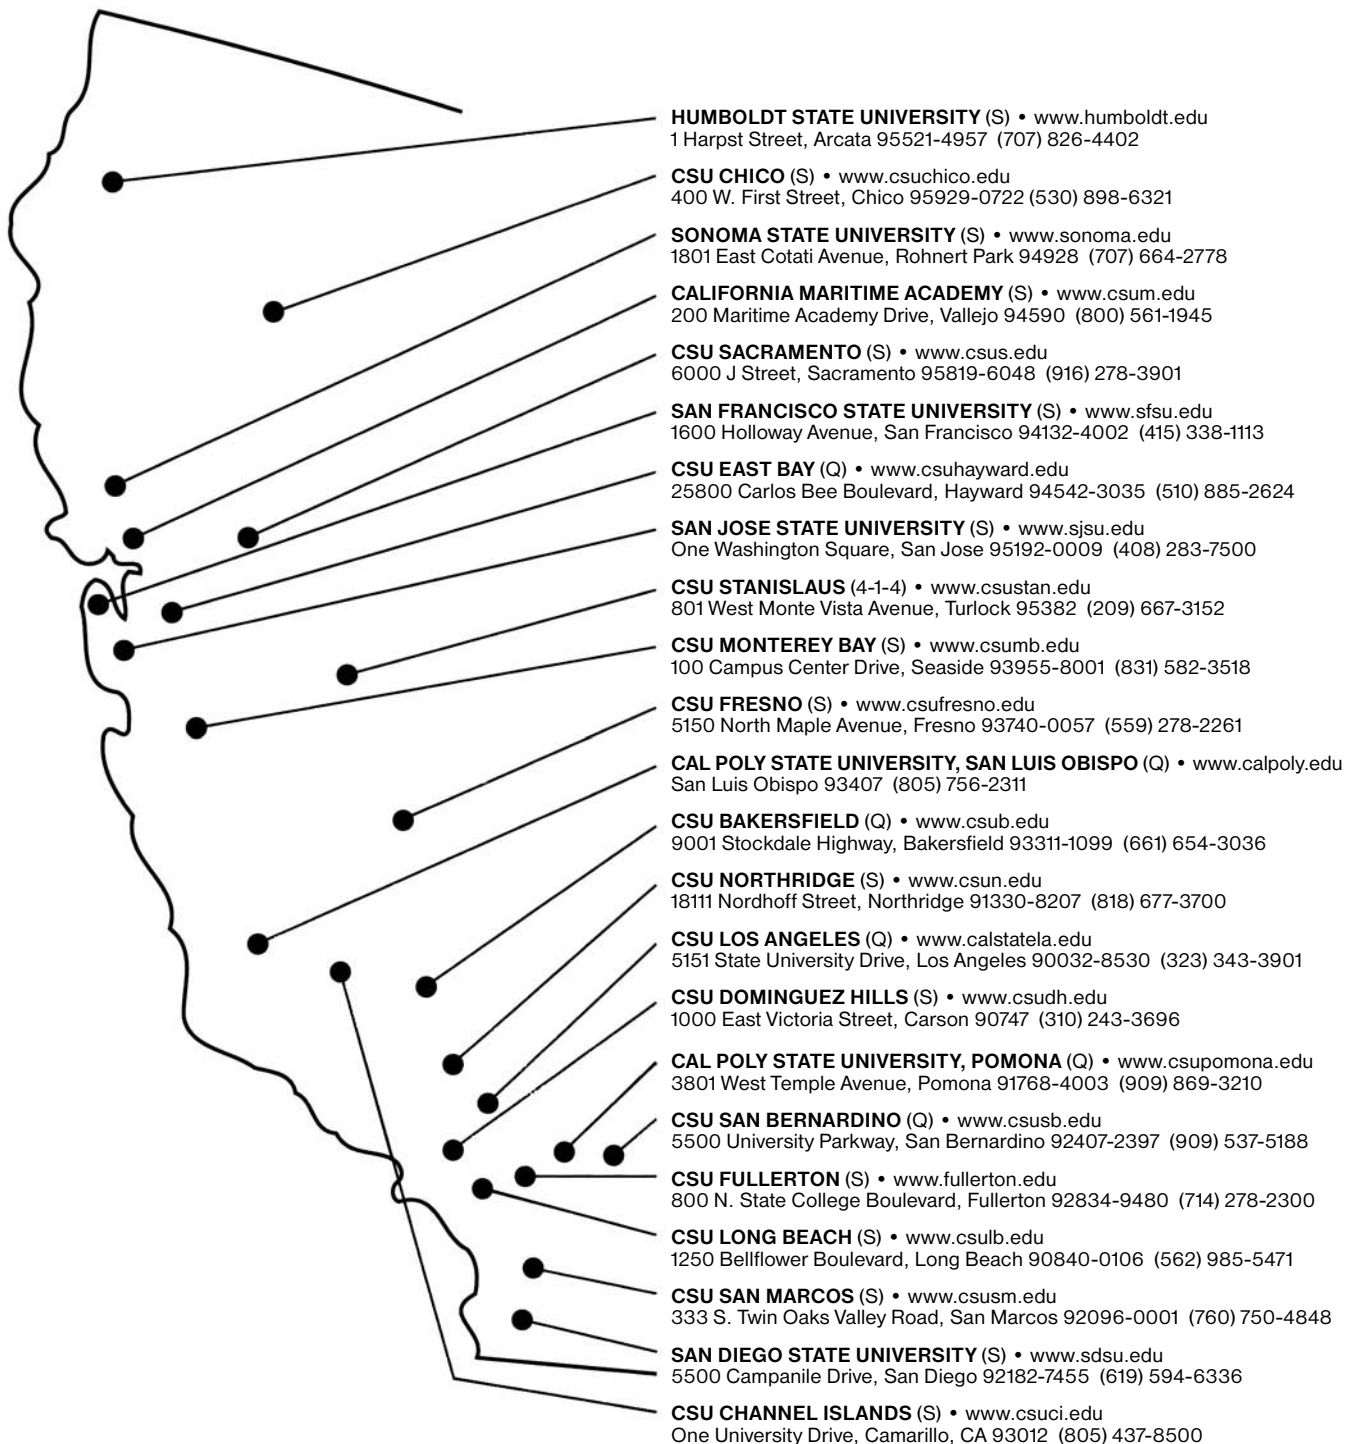 HUMBOLDT STATE UNIVERSITY (S) • www.humboldt.edu
1 Harpst Street, Arcata 95521-4957 (707) 826-4402
CSU CHICO (S) • www.csuchico.edu
400 W. First Street, Chico 95929-0722 (530) 898-6321
SONOMA STATE UNIVERSITY (S) • www.sonoma.edu
1801 East Cotati Avenue, Rohnert Park 94928 (707) 664-2778
CALIFORNIA MARITIME ACADEMY (S) • www.csum.edu
200 Maritime Academy Drive, Vallejo 94590 (800) 561-1945
CSU SACRAMENTO (S) • www.csus.edu
6000 J Street, Sacramento 95819-6048 (916) 278-3901
SAN FRANCISCO STATE UNIVERSITY (S) • www.sfsu.edu
1600 Holloway Avenue, San Francisco 94132-4002 (415) 338-1113
CSU EAST BAY (Q) • www.csuhayward.edu
25800 Carlos Bee Boulevard, Hayward 94542-3035 (510) 885-2624
SAN JOSE STATE UNIVERSITY (S) • www.sjsu.edu
One Washington Square, San Jose 95192-0009 (408) 283-7500
CSU STANISLAUS (4-1-4) • www.csustan.edu
801 West Monte Vista Avenue, Turlock 95382 (209) 667-3152
CSU MONTEREY BAY (S) • www.csumb.edu
100 Campus Center Drive, Seaside 93955-8001 (831) 582-3518
CSU FRESNO (S) • www.csufresno.edu
5150 North Maple Avenue, Fresno 93740-0057 (559) 278-2261
CAL POLY STATE UNIVERSITY, SAN LUIS OBISPO (Q) • www.calpoly.edu
San Luis Obispo 93407 (805) 756-2311
CSU BAKERSFIELD (Q) • www.csub.edu
9001 Stockdale Highway, Bakersfield 93311-1099 (661) 654-3036
CSU NORTHRIDGE (S) • www.csun.edu
18111 Nordhoff Street, Northridge 91330-8207 (818) 677-3700
CSU LOS ANGELES (Q) • www.calstatela.edu
5151 State University Drive, Los Angeles 90032-8530 (323) 343-3901
CSU DOMINGUEZ HILLS (S) • www.csudh.edu
1000 East Victoria Street, Carson 90747 (310) 243-3696
CAL POLY STATE UNIVERSITY, POMONA (Q) • www.csupomona.edu
3801 West Temple Avenue, Pomona 91768-4003 (909) 869-3210
CSU SAN BERNARDINO (Q) • www.csusb.edu
5500 University Parkway, San Bernardino 92407-2397 (909) 537-5188
CSU FULLERTON (S) • www.fullerton.edu
800 N. State College Boulevard, Fullerton 92834-9480 (714) 278-2300
CSU LONG BEACH (S) • www.csulb.edu
1250 Bellflower Boulevard, Long Beach 90840-0106 (562) 985-5471
CSU SAN MARCOS (S) • www.csusm.edu
333 S. Twin Oaks Valley Road, San Marcos 92096-0001 (760) 750-4848
SAN DIEGO STATE UNIVERSITY (S) • www.sdsu.edu
5500 Campanile Drive, San Diego 92182-7455 (619) 594-6336
CSU CHANNEL ISLANDS (S) • www.csuci.edu
One University Drive, Camarillo, CA 93012 (805) 437-8500